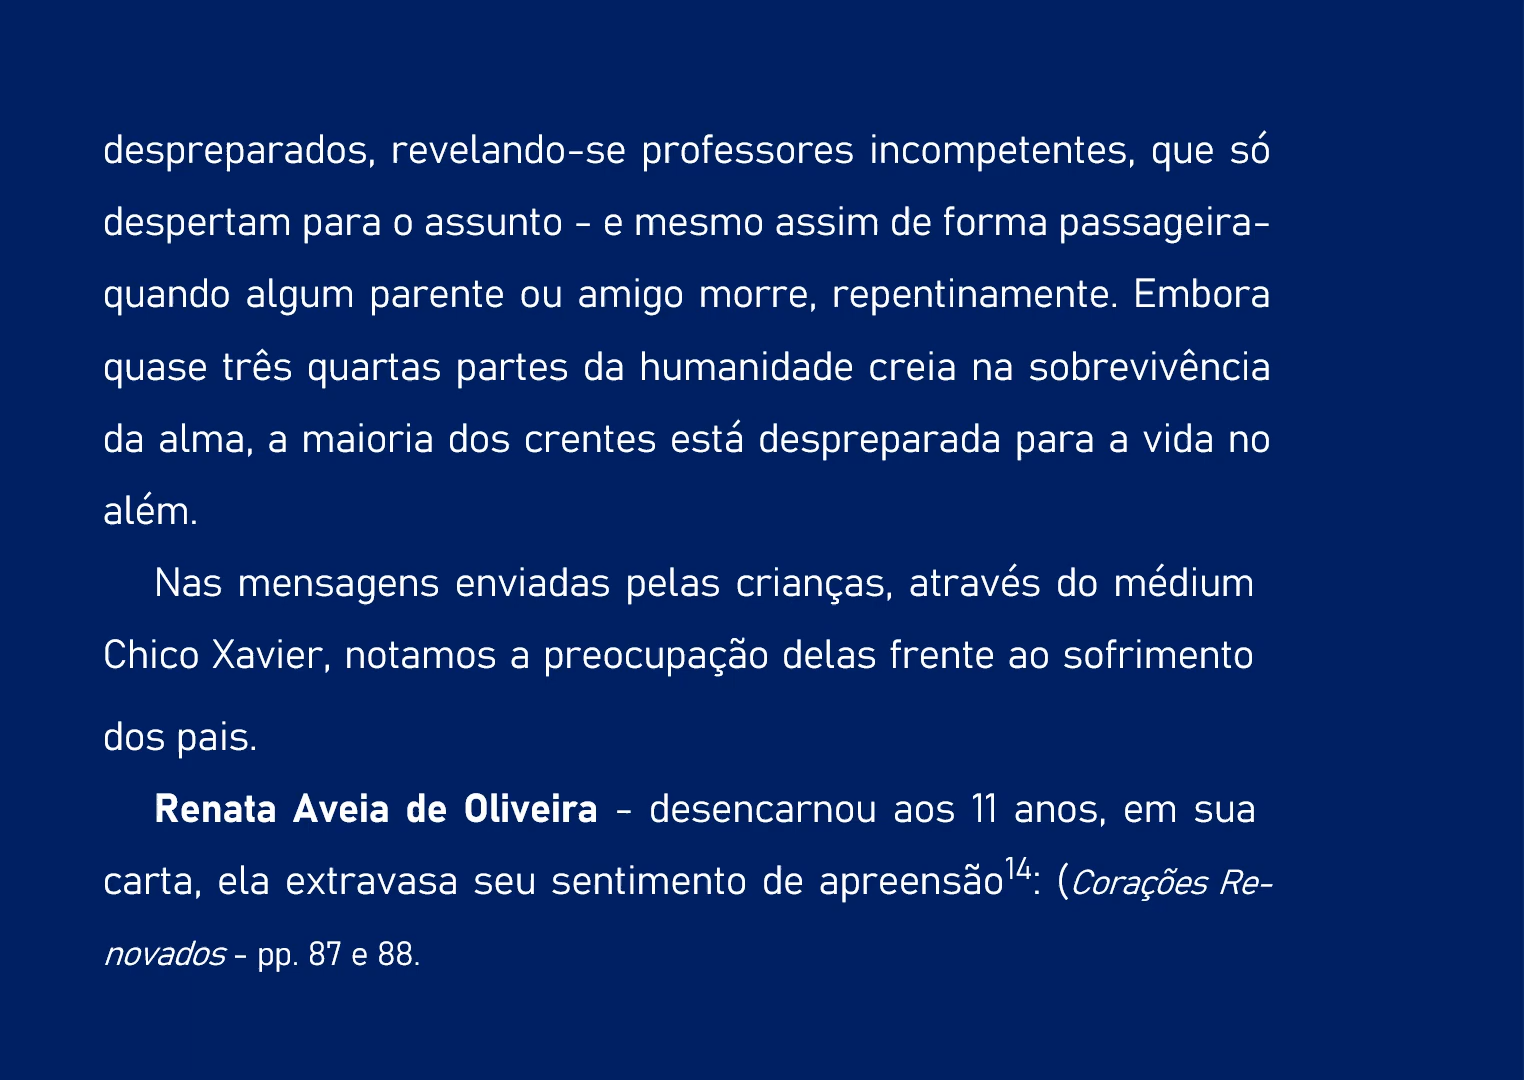 despreparados, revelando-se professores incompetentes, que só
despertam para o assunto - e mesmo assim de forma passageira-
quando algum parente ou amigo morre, repentinamente. Embora
quase três quartas partes da humanidade creia na sobrevivência
da alma, a maioria dos crentes está despreparada para a vida no
além.
Nas mensagens enviadas pelas crianças, através do médium
Chico Xavier, notamos a preocupação delas frente ao sofrimento
dos pais.
Renata Aveia de Oliveira - desencarnou aos 11 anos, em sua
carta, ela extravasa seu sentimento de apreensão14: (Corações Re-
novados - pp. 87 e 88.